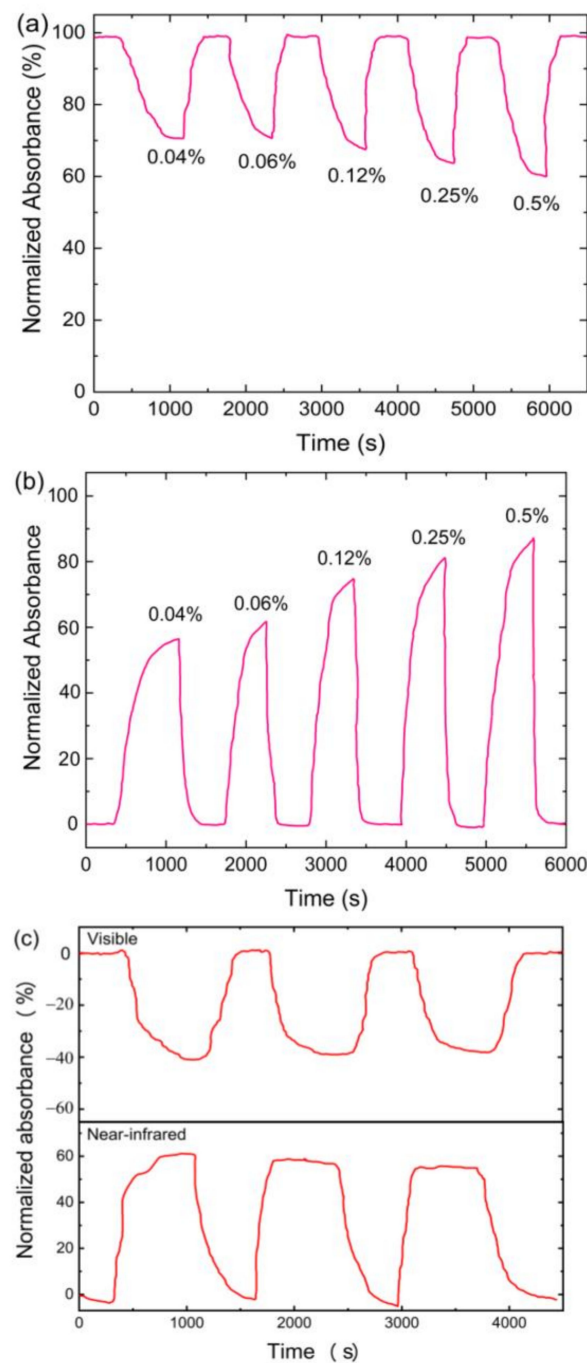 (a)
Normalized Absorbance (%)
100
80
60
40
20
0
0.04%
0.06%
0.12%
0.25%
0.5%
0 1000 2000 3000 4000 5000 6000
Time (s)
(b)
Normalized Absorbance
100
80
60
40
20
0
0.04%
0.06%
0.12%
0.25%
0.5%
0 1000 2000 3000 4000 5000 6000
Time (s)
(c)
Normalized absorbance (%)
Visible
0
−20
−40
−60
Near-infrared
60
40
20
0
0 1000 2000 3000 4000
Time (s)